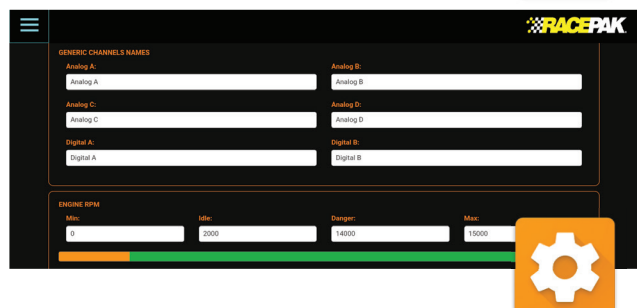 RACEPAK
GENERIC CHANNELS NAMES
Analog A: Analog B:
Analog A Analog B
Analog C: Analog D:
Analog C Analog D
Digital A: Digital B:
Digital A Digital B
ENGINE RPM
Min: Idle: Danger: Max:
0 2000 14000 15000